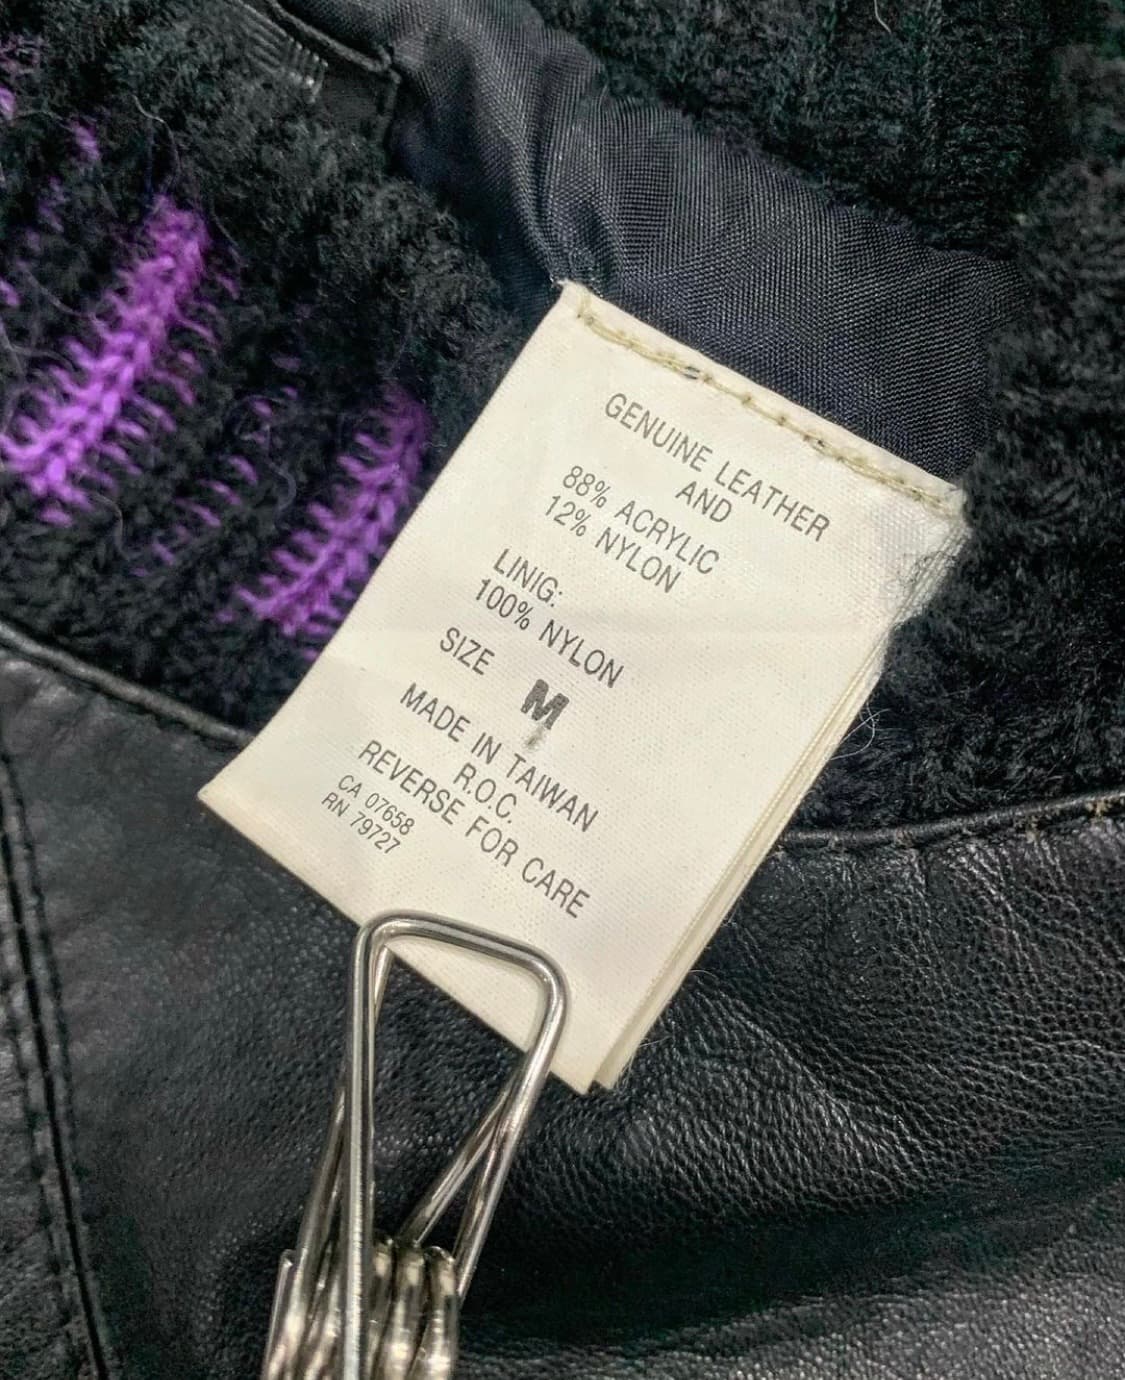 GENUINE LEATHER
AND
88% ACRYLIC
12% NYLON
LINIG:
100% NYLON
SIZE M
MADE IN TAIWAN
R.O.C.
REVERSE FOR CARE
CA 07658
RN 79727